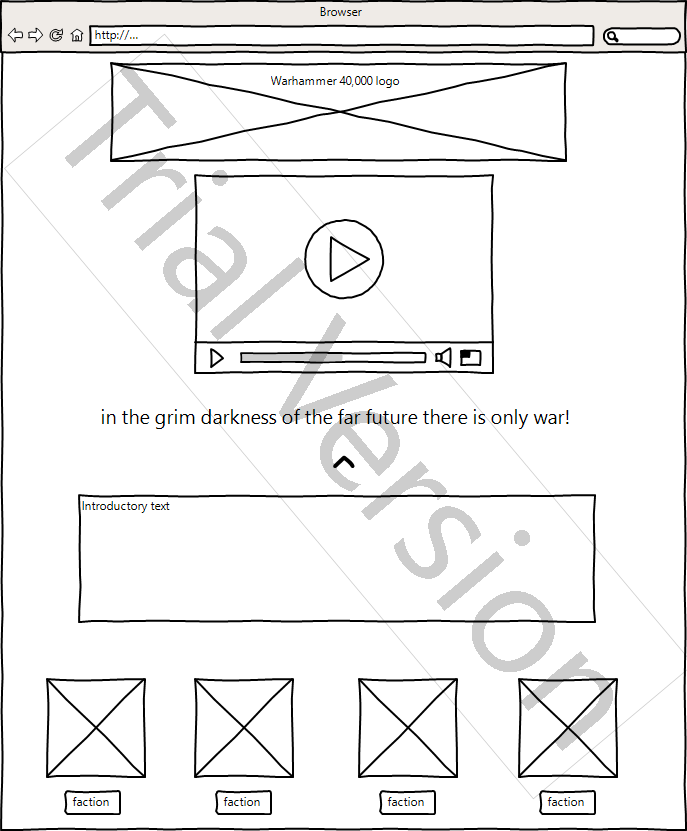 Browser
http://...
Warhammer 40,000 logo
in the grim darkness of the far future there is only war!
Introductory text
faction
faction
faction
faction
Trial Version